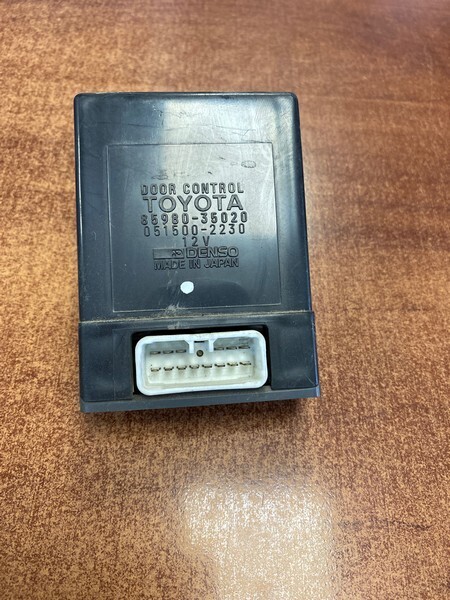 DOOR CONTROL
TOYOTA
85980-35020
051500-2230
12V
DENSO
MADE IN JAPAN